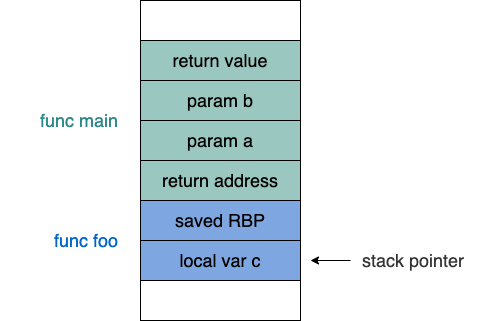 return value
param b
func main
param a
return address
saved RBP
func foo
local var c
stack pointer